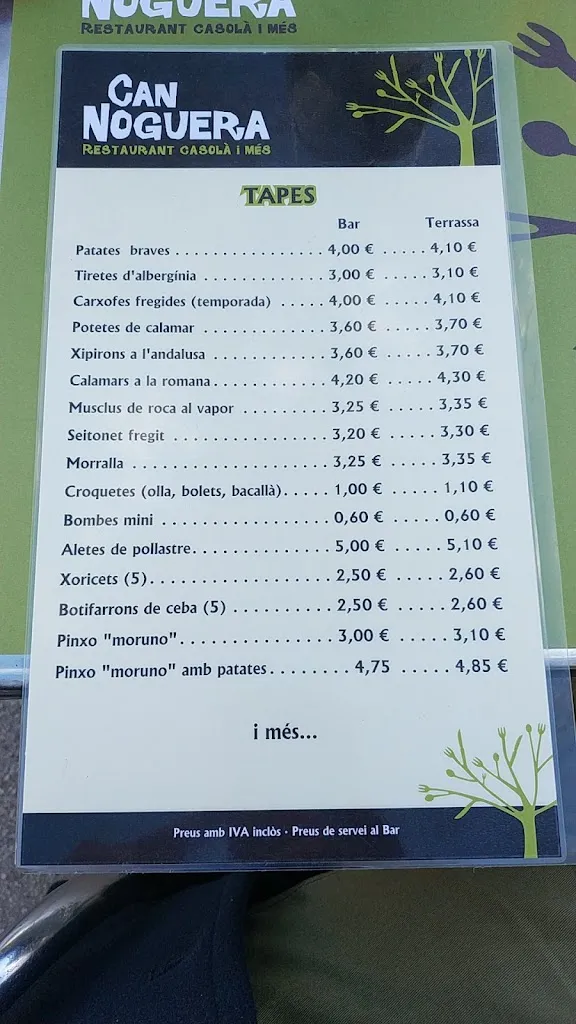 NOGUERA
RESTAURANT CASOLÀ I MÉS
CAN
NOGUERA
RESTAURANT CASOLÀ I MÉS
TAPES
Bar Terrassa
Patates braves ................ 4,00 € ..... 4,10 €
Tiretes d'albergínia ............. 3,00 € ..... 3,10 €
Carxofes fregides (temporada) ..... 4,00 € ..... 4,10 €
Potetes de calamar ............. 3,60 € ..... 3,70 €
Xipirons a l'andalusa ............ 3,60 € ..... 3,70 €
Calamars a la romana............ 4,20 € ..... 4,30 €
Musclus de roca al vapor ......... 3,25 € ..... 3,35 €
Seitonet fregit ................. 3,20 € ..... 3,30 €
Morralla ..................... 3,25 € ..... 3,35 €
Croquetes (olla, bolets, bacallà)..... 1,00 € ..... 1,10 €
Bombes mini .................. 0,60 € ..... 0,60 €
Aletes de pollastre.............. 5,00 € ..... 5,10 €
Xoricets (5).................. 2,50 € ..... 2,60 €
Botifarrons de ceba (5) .......... 2,50 € ..... 2,60 €
Pinxo "moruno"................ 3,00 € ..... 3,10 €
Pinxo "moruno" amb patates........ 4,75 ..... 4,85 €
i més...
Preus amb IVA inclòs · Preus de servei al Bar